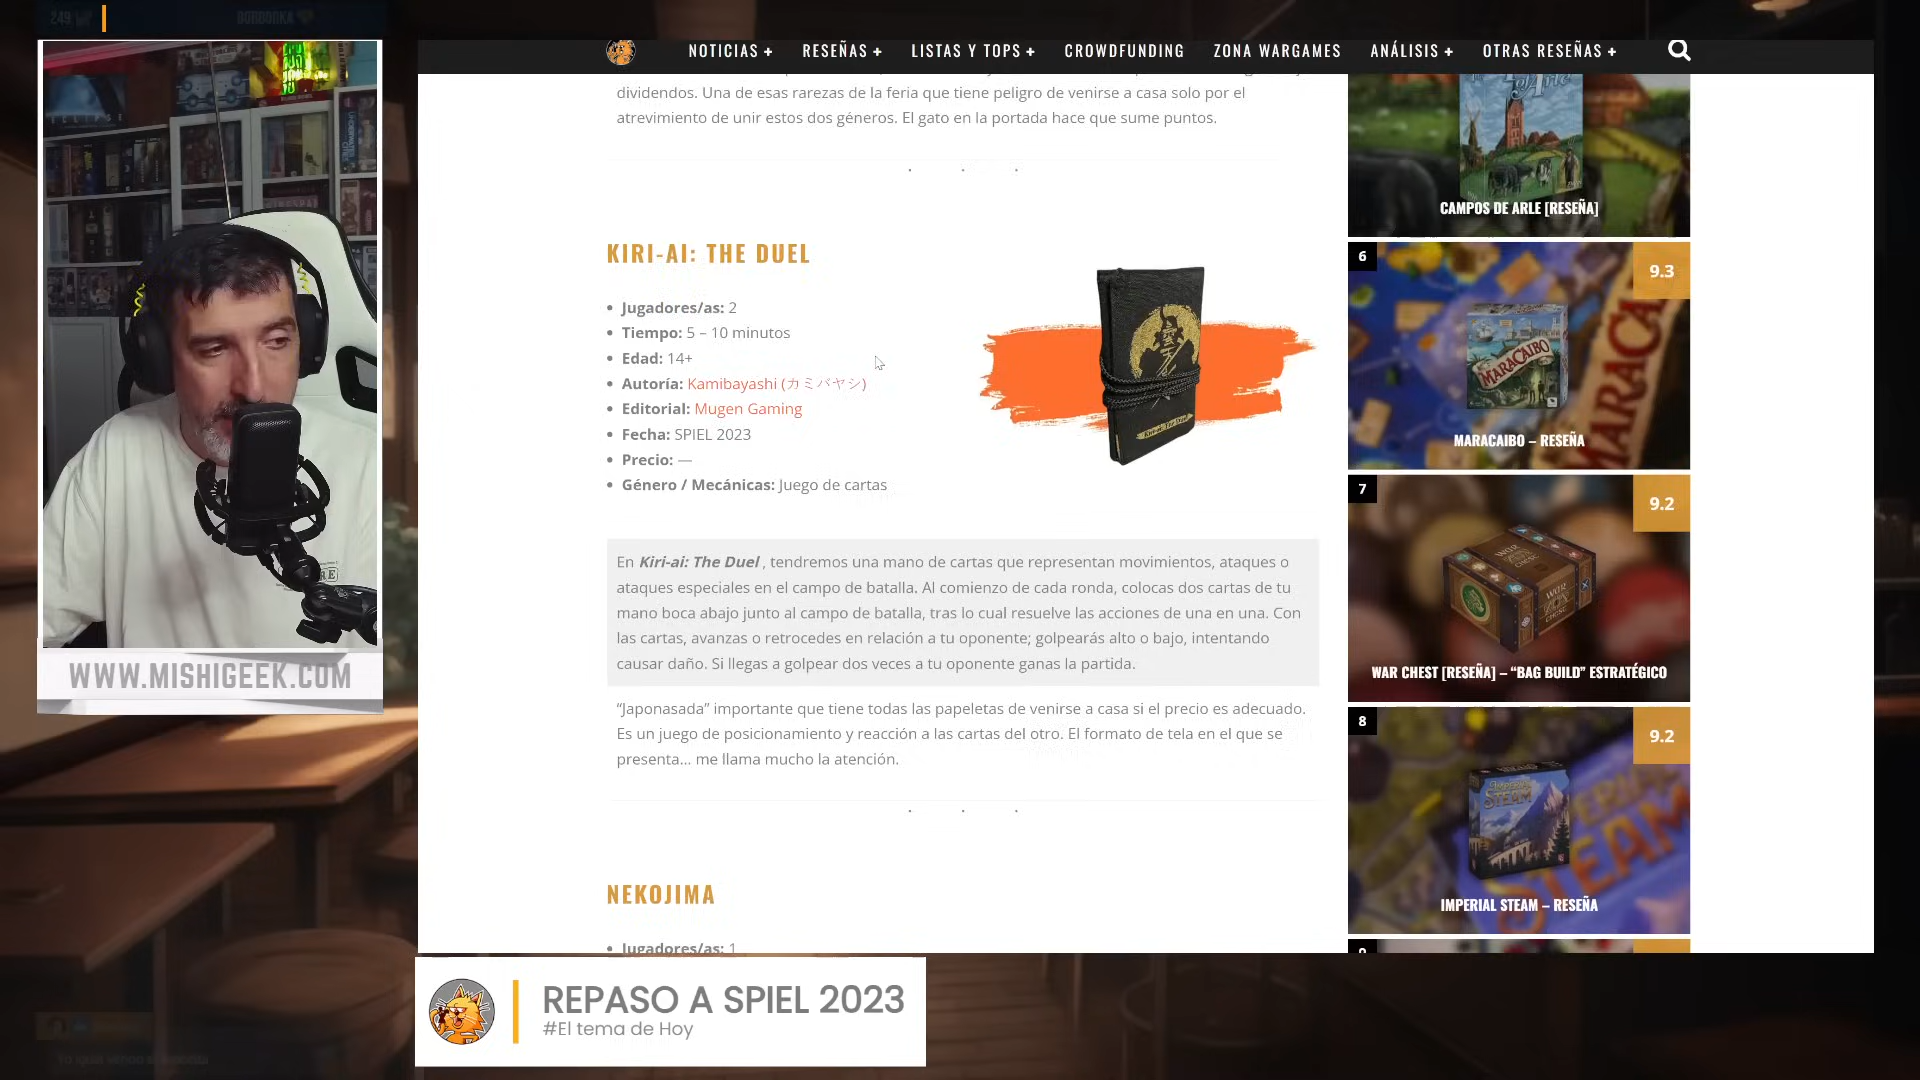 249
NOTICIAS + RESEÑAS + LISTAS Y TOPS + CROWDFUNDING ZONA WARGAMES ANÁLISIS + OTRAS RESEÑAS +
dividendos. Una de esas rarezas de la feria que tiene peligro de venirse a casa solo por el
atrevimiento de unir estos dos géneros. El gato en la portada hace que sume puntos.
KIRI-AI: THE DUEL
• Jugadores/as: 2
• Tiempo: 5 – 10 minutos
• Edad: 14+
• Autoría: Kamibayashi (カミバヤシ)
• Editorial: Mugen Gaming
• Fecha: SPIEL 2023
• Precio: —
• Género / Mecánicas: Juego de cartas
Kiri-ai: The Duel
En Kiri-ai: The Duel , tendremos una mano de cartas que representan movimientos, ataques o
ataques especiales en el campo de batalla. Al comienzo de cada ronda, colocas dos cartas de tu
mano boca abajo junto al campo de batalla, tras lo cual resuelve las acciones de una en una. Con
las cartas, avanzas o retrocedes en relación a tu oponente; golpearás alto o bajo, intentando
causar daño. Si llegas a golpear dos veces a tu oponente ganas la partida.
“Japonasada” importante que tiene todas las papeletas de venirse a casa si el precio es adecuado.
Es un juego de posicionamiento y reacción a las cartas del otro. El formato de tela en el que se
presenta... me llama mucho la atención.
NEKOJIMA
• Jugadores/as: 1
CAMPOS DE ARLE [RESEÑA]
6
9.3
MARACAIBO
MARACAIBO – RESEÑA
7
9.2
WAR CHEST
WAR CHEST [RESEÑA] – “BAG BUILD” ESTRATÉGICO
8
9.2
IMPERIAL STEAM
IMPERIAL STEAM – RESEÑA
ECLIPSE
WWW.MISHIGEEK.COM
REPASO A SPIEL 2023
#El tema de Hoy